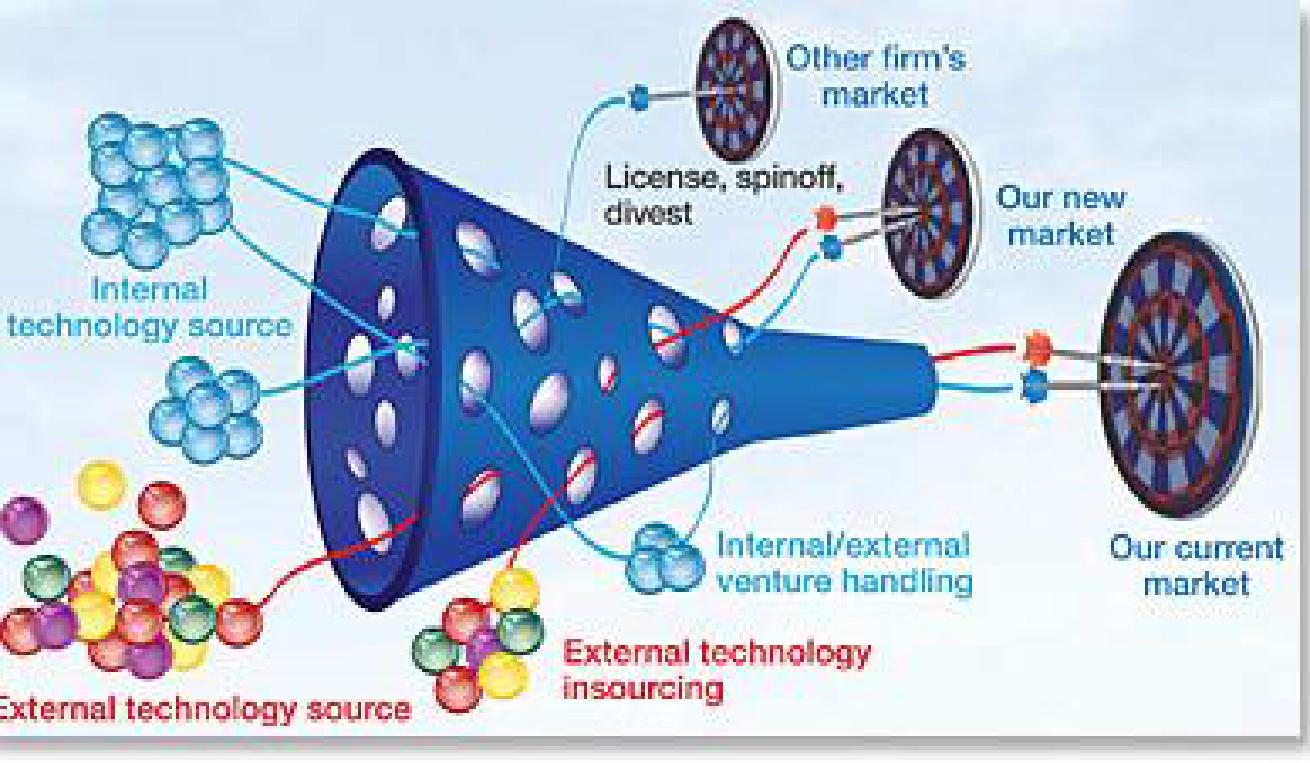 Other firm's
market
License, spinoff,
divest
Our new
market
Internal
technology source
Internal/external
venture handling
Our current
market
External technology
insourcing
External technology source